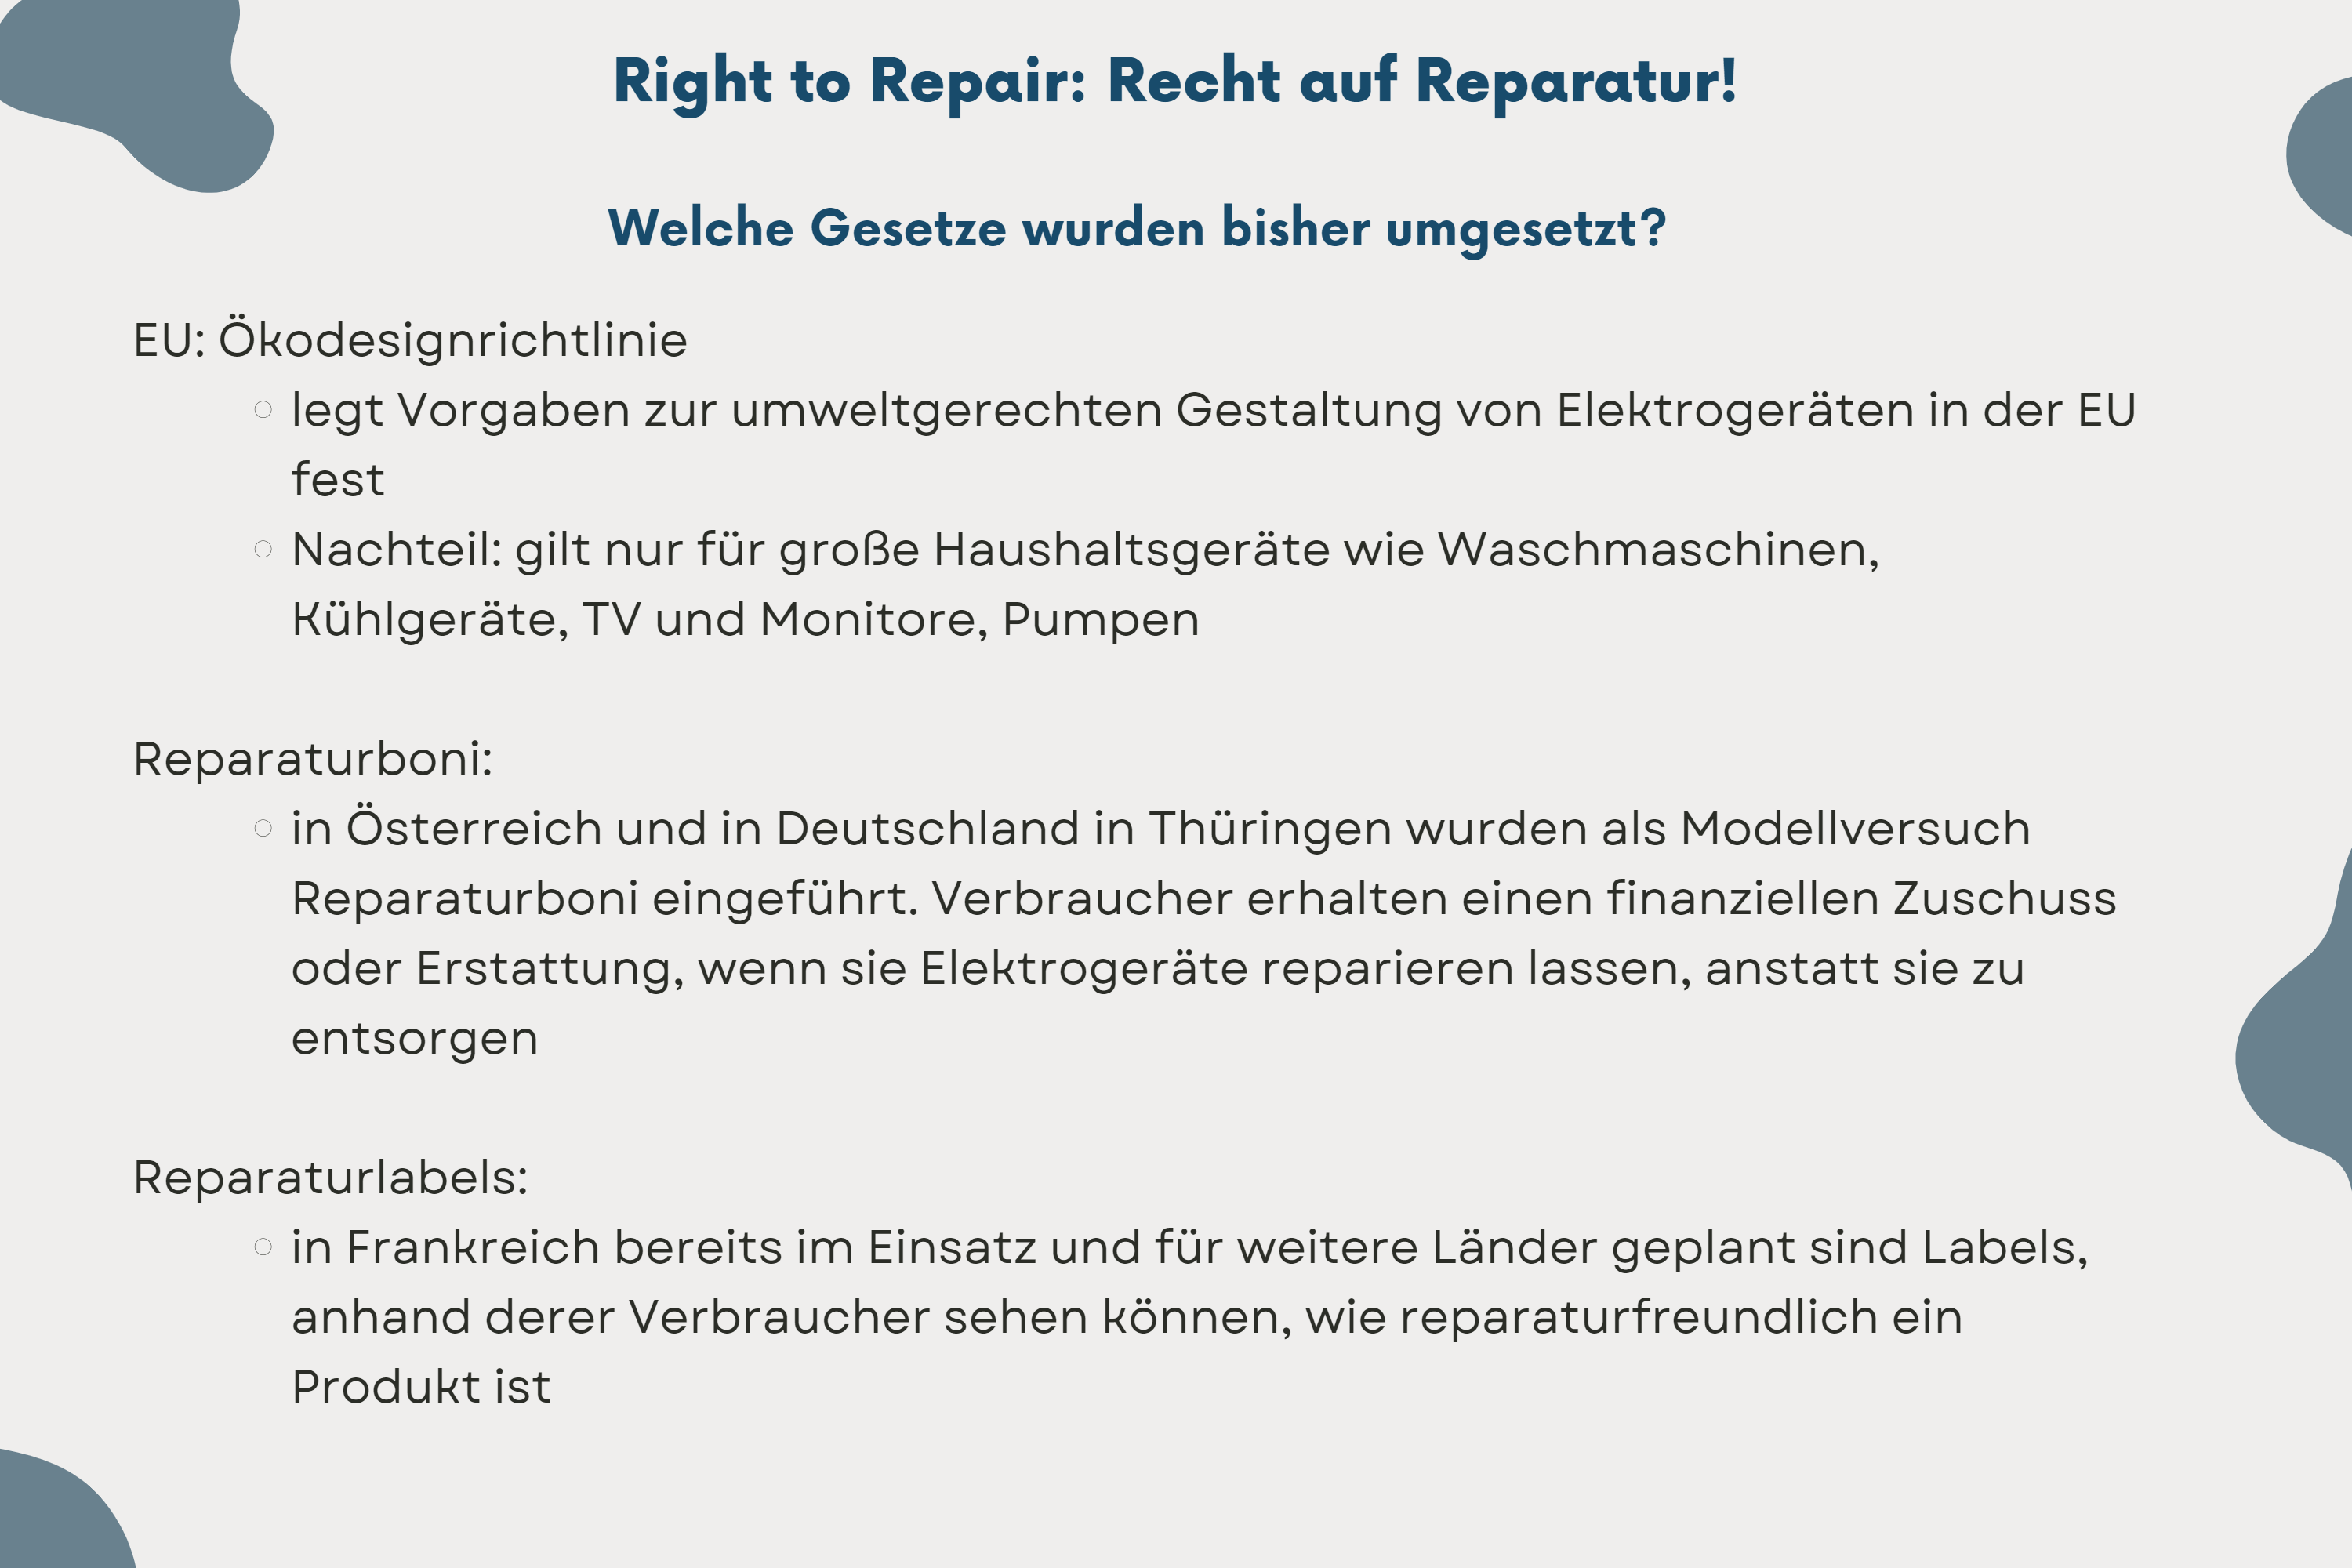 Right to Repair: Recht auf Reparatur!
Welche Gesetze wurden bisher umgesetzt?
EU: Ökodesignrichtlinie
legt Vorgaben zur umweltgerechten Gestaltung von Elektrogeräten in der EU
fest
Nachteil: gilt nur für große Haushaltsgeräte wie Waschmaschinen,
Kühlgeräte, TV und Monitore, Pumpen
Reparaturboni:
in Österreich und in Deutschland in Thüringen wurden als Modellversuch
Reparaturboni eingeführt. Verbraucher erhalten einen finanziellen Zuschuss
oder Erstattung, wenn sie Elektrogeräte reparieren lassen, anstatt sie zu
entsorgen
Reparaturlabels:
in Frankreich bereits im Einsatz und für weitere Länder geplant sind Labels,
anhand derer Verbraucher sehen können, wie reparaturfreundlich ein
Produkt ist